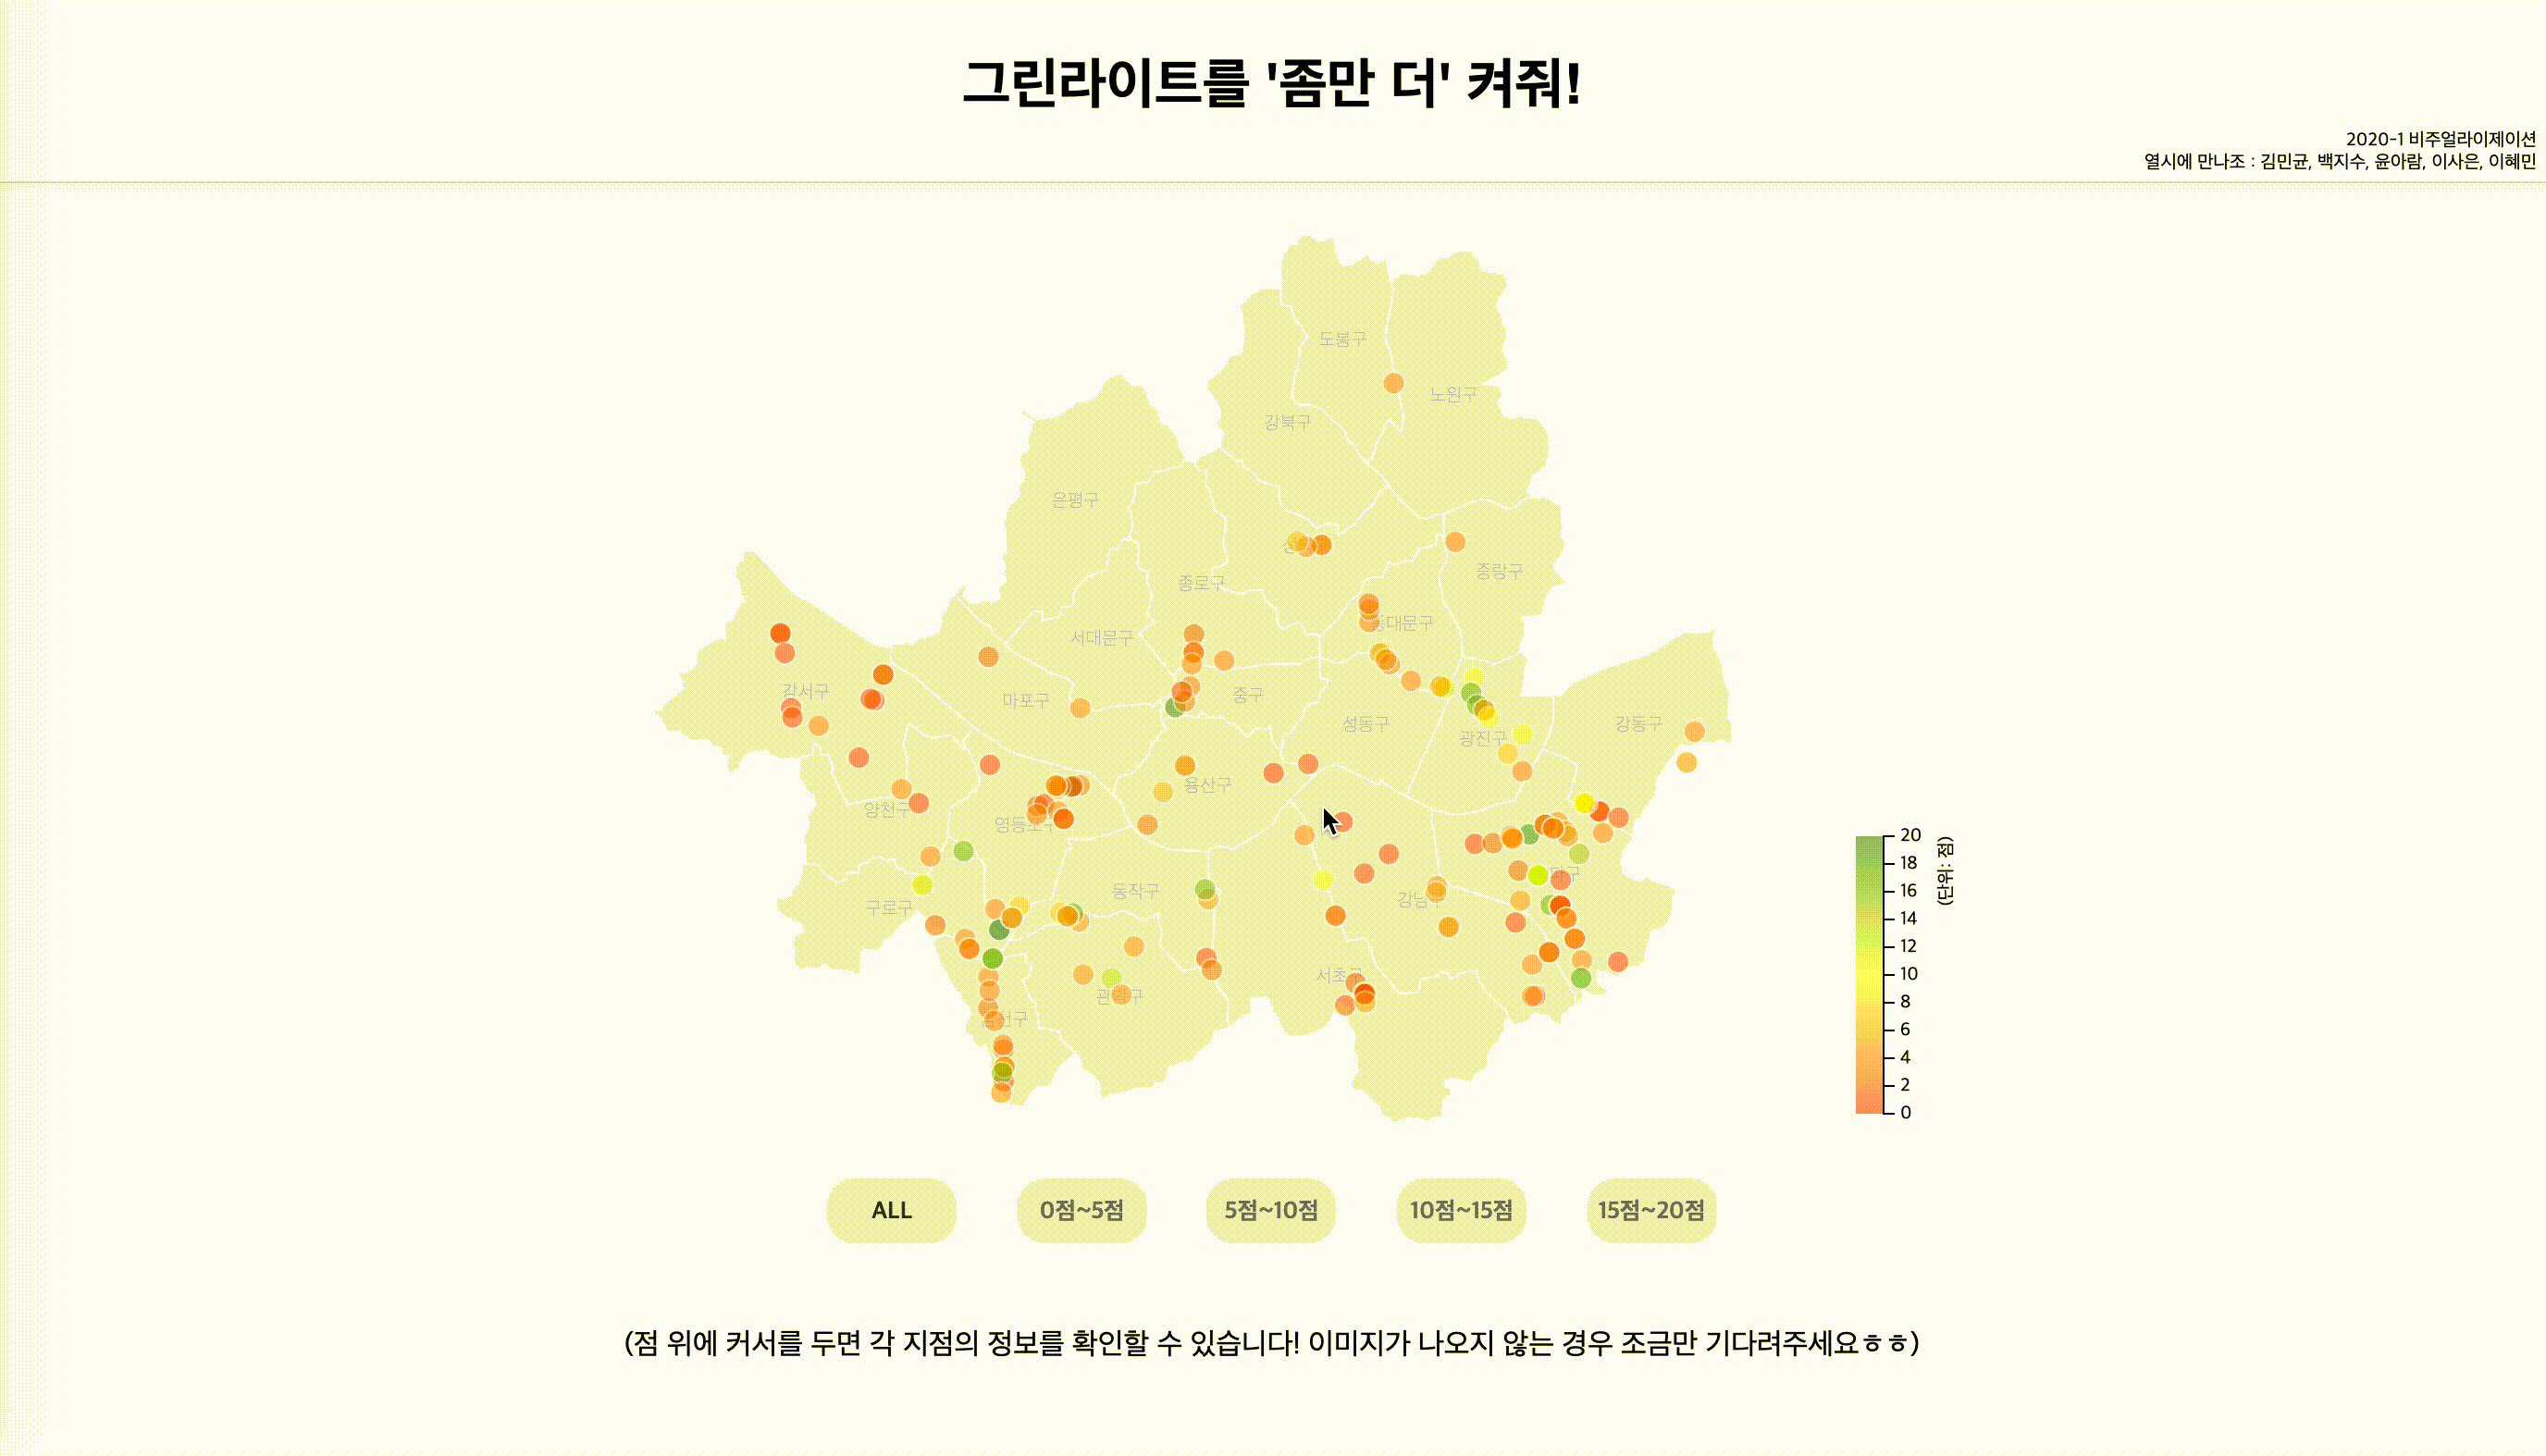 그린라이트를 '좀만 더' 켜줘!
2020-1 비주얼라이제이션
열시에 만나조 : 김민균, 백지수, 윤아람, 이사은, 이혜민
도봉구
노원구
강북구
은평구
중랑구
종로구
동대문구
서대문구
강서구
마포구
중구
성동구
광진구
강동구
용산구
양천구
영등포구
동작구
강남구
구로구
서초구
관악구
20
18
16
14
12
10
8
6
4
2
0
(단위: 점)
ALL
0점~5점
5점~10점
10점~15점
15점~20점
(점 위에 커서를 두면 각 지점의 정보를 확인할 수 있습니다! 이미지가 나오지 않는 경우 조금만 기다려주세요ㅎㅎ)